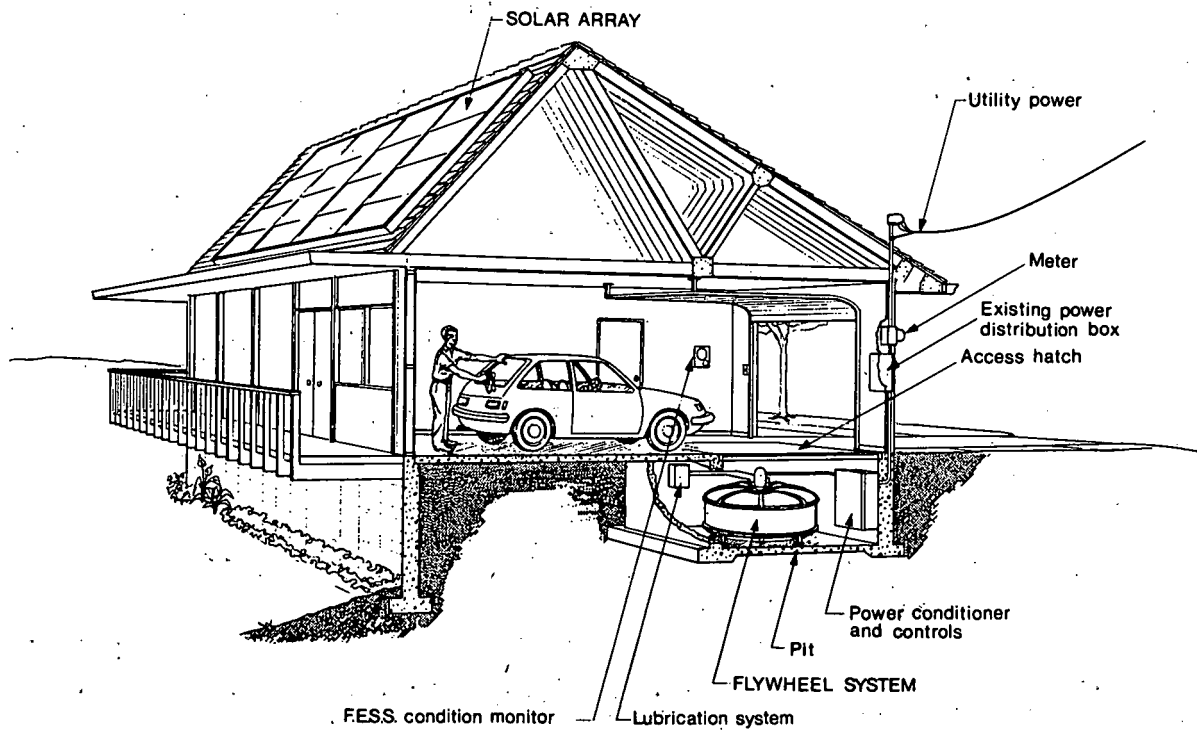 SOLAR ARRAY
Utility power
Meter
Existing power
distribution box
Access hatch
Power conditioner
and controls
Pit
FLYWHEEL SYSTEM
F.E.S.S. condition monitor
Lubrication system